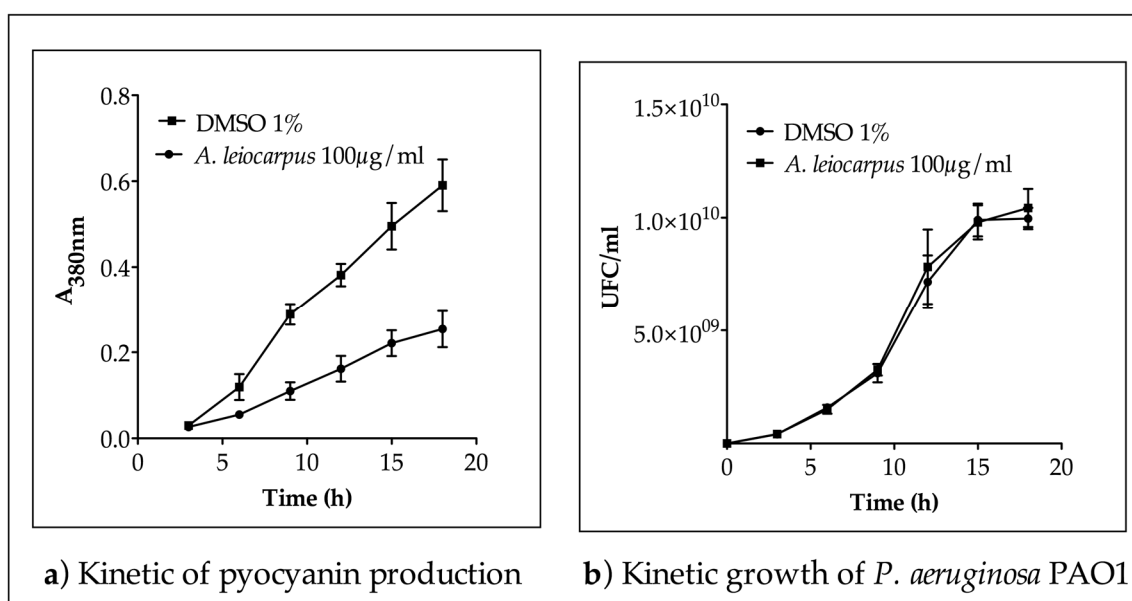 0.8
DMSO 1%
A. leiocarpus 100µg/ml
0.6
0.4
0.2
0.0
A380nm
0 5 10 15 20
Time (h)
a) Kinetic of pyocyanin production
1.5×10^10
DMSO 1%
A. leiocarpus 100µg/ml
1.0×10^10
5.0×10^09
UFC/ml
0 5 10 15 20
Time (h)
b) Kinetic growth of P. aeruginosa PAO1